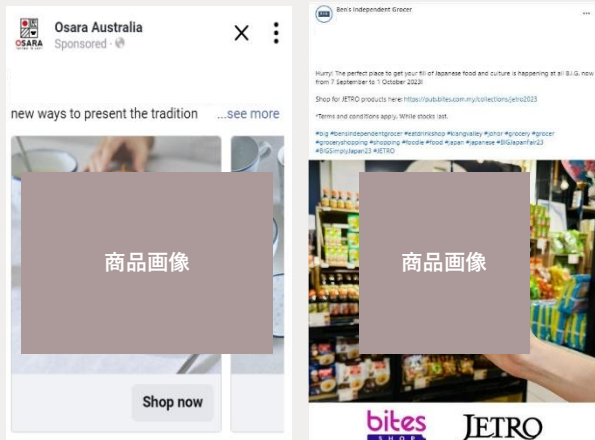 Osara Australia
Sponsored ·
OSARA
new ways to present the tradition ...see more
商品画像
Shop now
Ben's Independent Grocer
Hurry! The perfect place to get your fill of Japanese food and culture is happening at all B.I.G. now
from 7 September to 1 October 2023!
Shop for JETRO products here: https://pub.bites.com.my/collections/jetro2023
*Terms and conditions apply. While stocks last.
#big #bensindependentgrocer #eatdrinkshop #klangvalley #johor #grocery #grocer
#groceryshopping #shopping #foodie #food #japan #japanese #BIGJapanfair23
#BIGSimplyJapan23 #JETRO
商品画像
bites
SHOP
JETRO